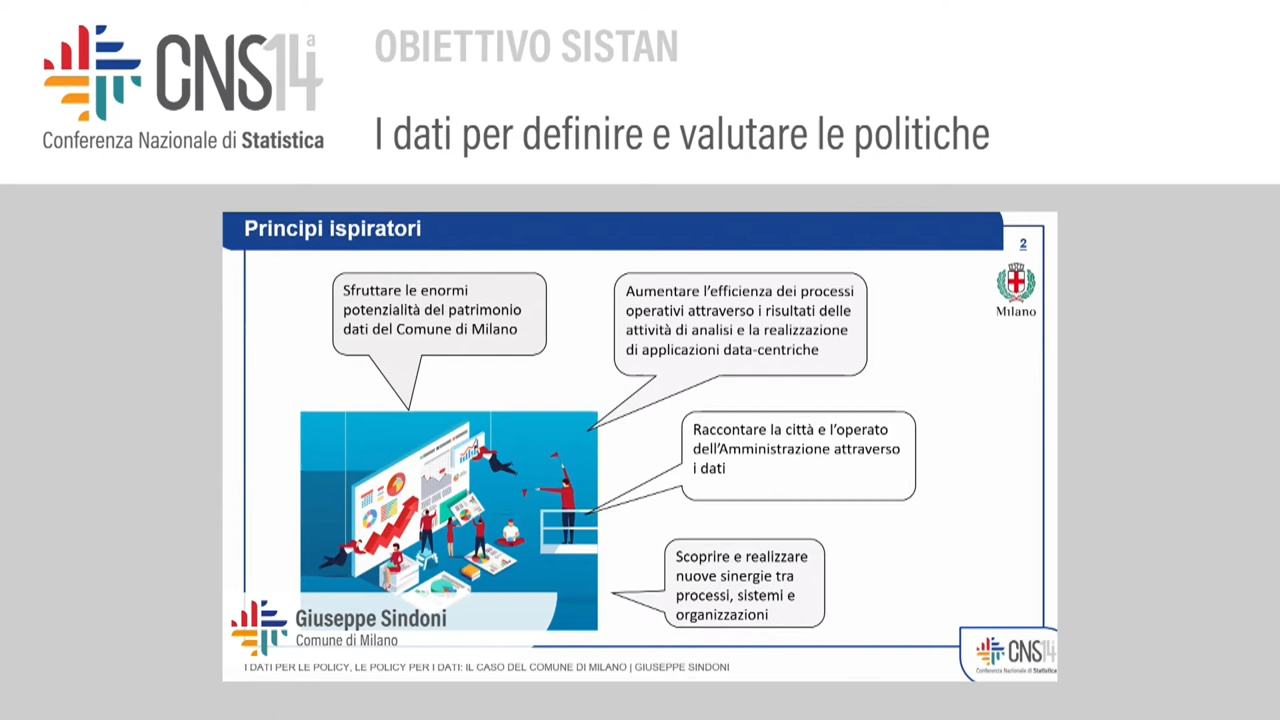 CNS14a
Conferenza Nazionale di Statistica
OBIETTIVO SISTAN
I dati per definire e valutare le politiche
Principi ispiratori
2
Milano
Sfruttare le enormi
potenzialità del patrimonio
dati del Comune di Milano
Aumentare l'efficienza dei processi
operativi attraverso i risultati delle
attività di analisi e la realizzazione
di applicazioni data-centriche
Raccontare la città e l'operato
dell'Amministrazione attraverso
i dati
Scoprire e realizzare
nuove sinergie tra
processi, sistemi e
organizzazioni
Giuseppe Sindoni
Comune di Milano
I DATI PER LE POLICY, LE POLICY PER I DATI: IL CASO DEL COMUNE DI MILANO | GIUSEPPE SINDONI
CNS14
Conferenza Nazionale di Statistica